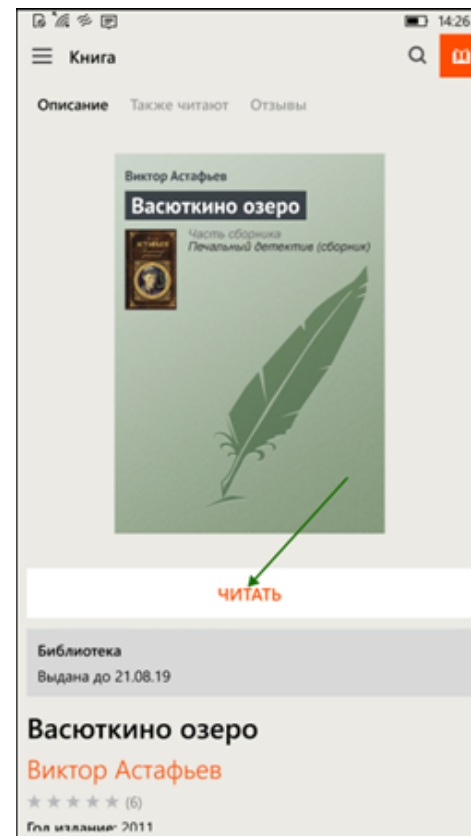 14:26
Книга
Описание Также читают Отзывы
Виктор Астафьев
Васюткино озеро
Часть сборника
Печальный детектив (сборник)
ЧИТАТЬ
Библиотека
Выдана до 21.08.19
Васюткино озеро
Виктор Астафьев
(6)
Год издание: 2011